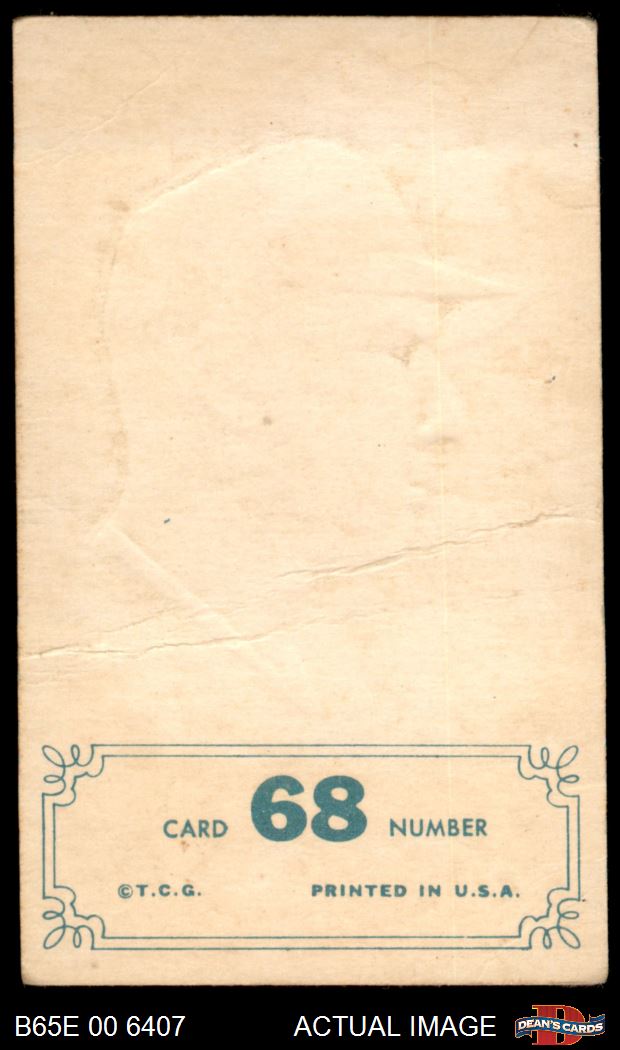 CARD 68 NUMBER
©T.C.G. PRINTED IN U.S.A.
B65E 00 6407 ACTUAL IMAGE DEAN'S CARDS